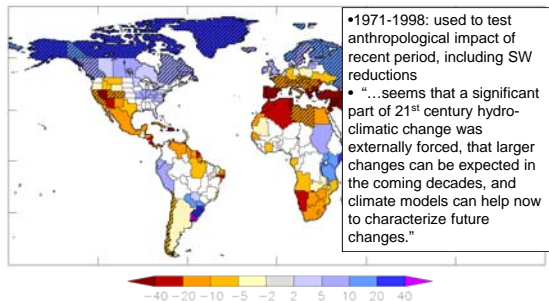 •1971-1998: used to test
anthropological impact of
recent period, including SW
reductions
• “…seems that a significant
part of 21st century hydro-
climatic change was
externally forced, that larger
changes can be expected in
the coming decades, and
climate models can help now
to characterize future
changes.”
−40 −20 −10 −5 −2 2 5 10 20 40